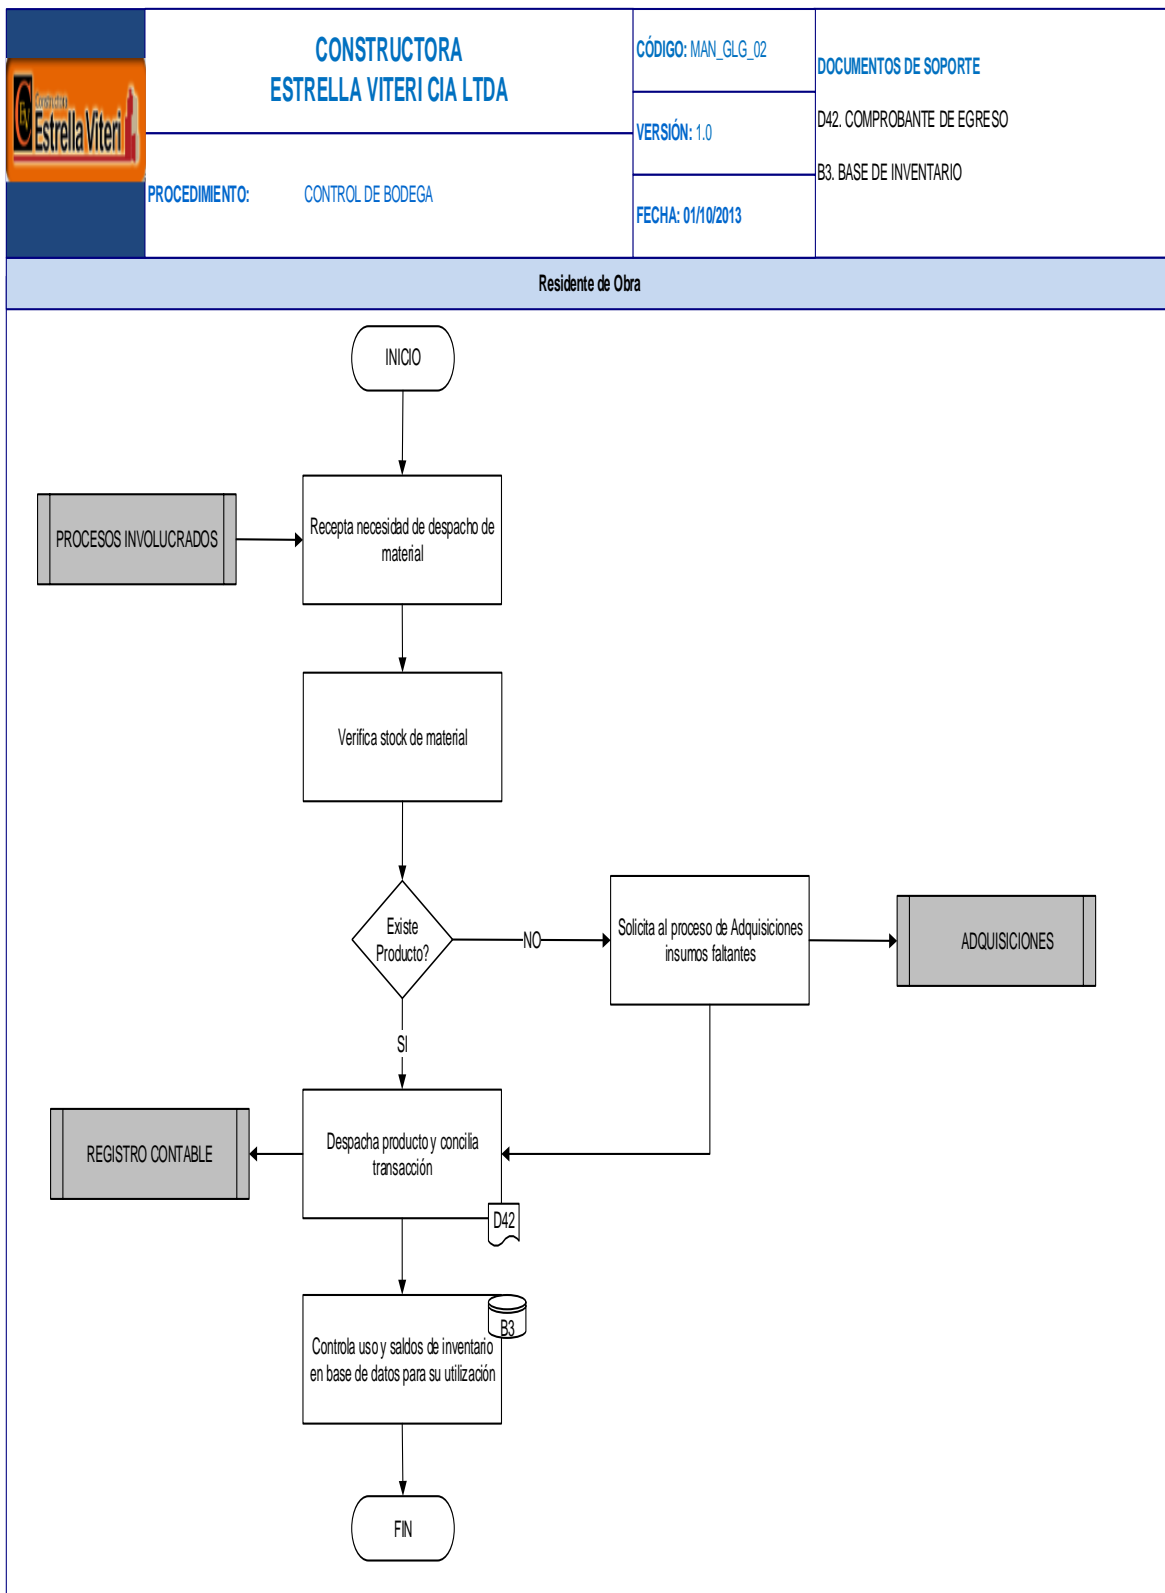 Constructora
Estrella Viteri
CONSTRUCTORA
ESTRELLA VITERI CIA LTDA
PROCEDIMIENTO: CONTROL DE BODEGA
CÓDIGO: MAN_GLG_02
VERSIÓN: 1.0
FECHA: 01/10/2013
DOCUMENTOS DE SOPORTE
D42. COMPROBANTE DE EGRESO
B3. BASE DE INVENTARIO
Residente de Obra
INICIO
PROCESOS INVOLUCRADOS
Recepta necesidad de despacho de
material
Verifica stock de material
Existe
Producto?
NO
Solicita al proceso de Adquisiciones
insumos faltantes
ADQUISICIONES
SI
REGISTRO CONTABLE
Despacha producto y concilia
transacción
D42
B3
Controla uso y saldos de inventario
en base de datos para su utilización
FIN